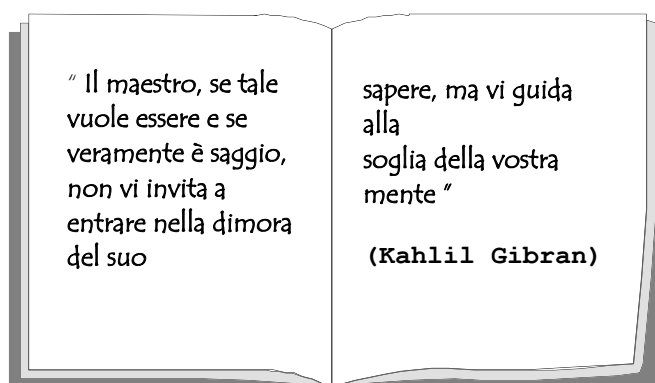 “ Il maestro, se tale
vuole essere e se
veramente è saggio,
non vi invita a
entrare nella dimora
del suo
sapere, ma vi guida
alla
soglia della vostra
mente ”
(Kahlil Gibran)